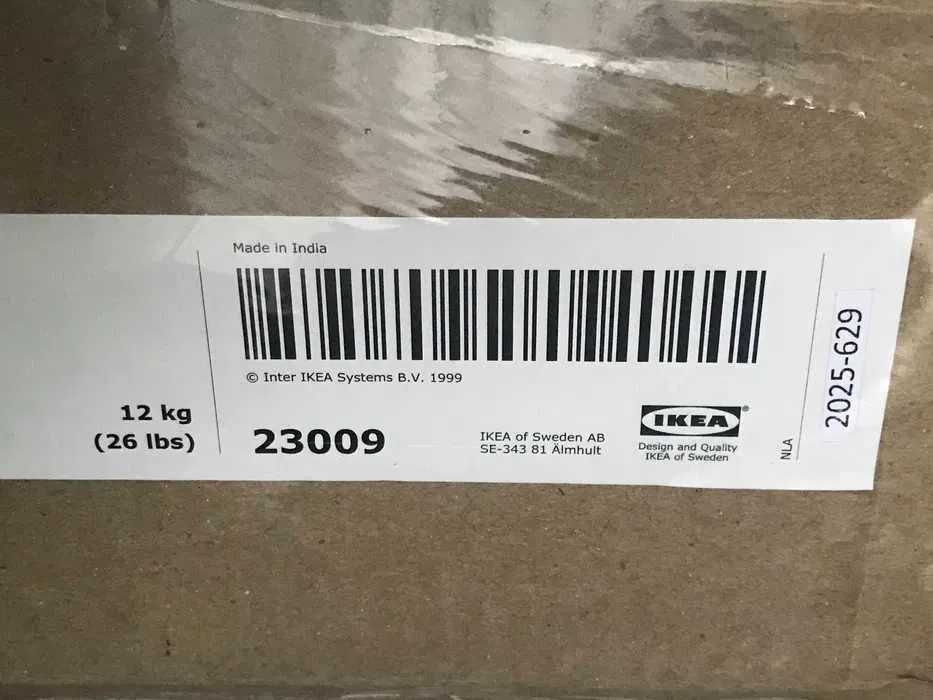 Made in India
© Inter IKEA Systems B.V. 1999
12 kg
(26 lbs)
23009
IKEA of Sweden AB
SE-343 81 Älmhult
IKEA®
Design and Quality
IKEA of Sweden
NLA
2025-629